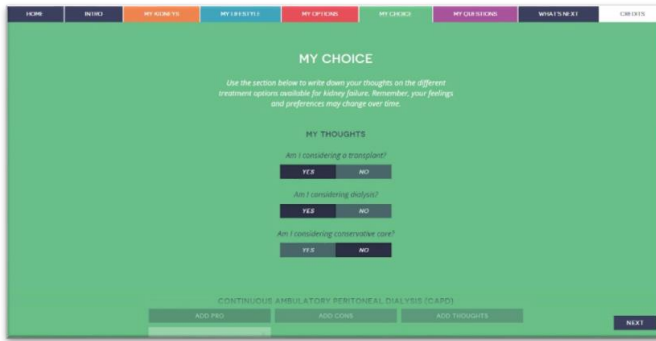 HOME INTRO MY KIDNEYS MY LIFESTYLE MY OPTIONS MY CHOICE MY QUESTIONS WHAT'S NEXT CREDITS
MY CHOICE
Use the section below to write down your thoughts on the different
treatment options available for kidney failure. Remember, your feelings
and preferences may change over time.
MY THOUGHTS
Am I considering a transplant?
YES NO
Am I considering dialysis?
YES NO
Am I considering conservative care?
YES NO
CONTINUOUS AMBULATORY PERITONEAL DIALYSIS (CAPD)
ADD PRO ADD CONS ADD THOUGHTS
NEXT